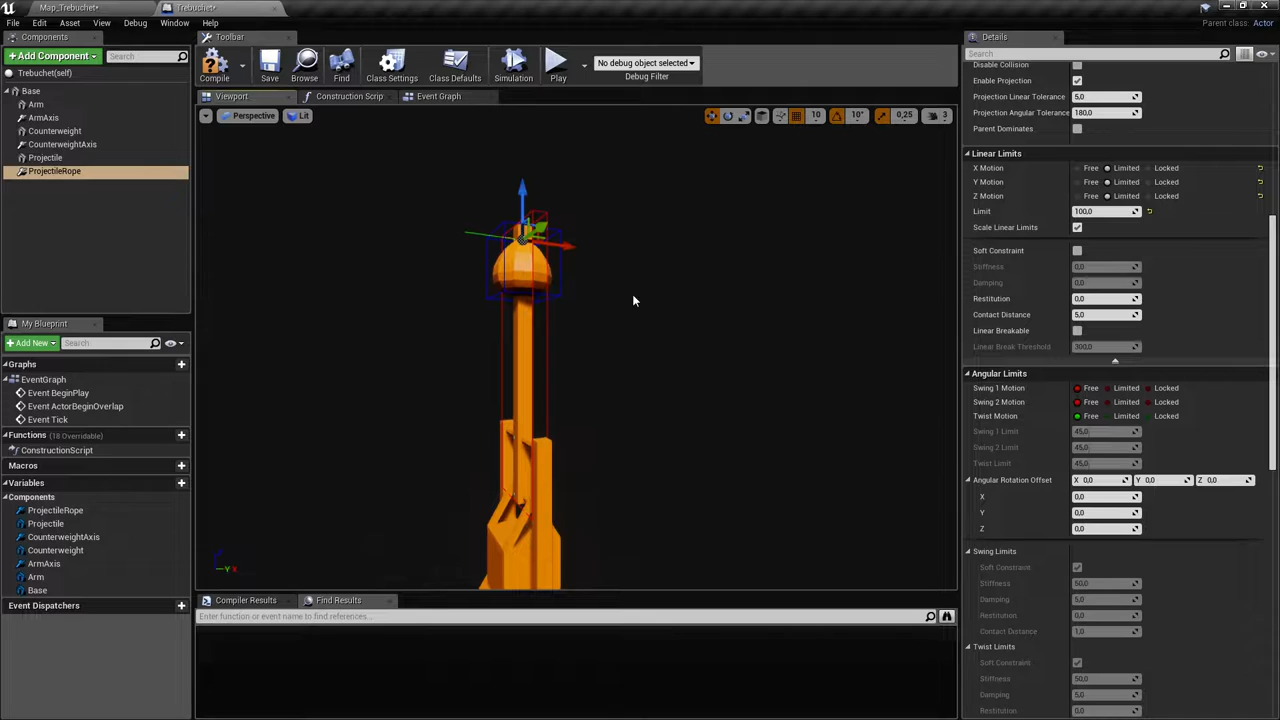 Map_Trebuchet*
Trebuchet*
File Edit Asset View Debug Window Help
Parent class: Actor
Components
+ Add Component
Search
Trebuchet(self)
Base
Arm
ArmAxis
Counterweight
CounterweightAxis
Projectile
ProjectileRope
Toolbar
Compile
Save
Browse
Find
Class Settings
Class Defaults
Simulation
Play
No debug object selected
Debug Filter
Viewport
Construction Scrip
Event Graph
Perspective
Lit
10
10°
0,25
3
My Blueprint
+ Add New
Search
Graphs
EventGraph
Event BeginPlay
Event ActorBeginOverlap
Event Tick
Functions (18 Overridable)
ConstructionScript
Macros
Variables
Components
ProjectileRope
Projectile
CounterweightAxis
Counterweight
ArmAxis
Arm
Base
Event Dispatchers
Compiler Results
Find Results
Enter function or event name to find references...
Details
Search
Disable Collision
Enable Projection
Projection Linear Tolerance 5,0
Projection Angular Tolerance 180,0
Parent Dominates
Linear Limits
X Motion Free Limited Locked
Y Motion Free Limited Locked
Z Motion Free Limited Locked
Limit 100,0
Scale Linear Limits
Soft Constraint
Stiffness 0,0
Damping 0,0
Restitution 0,0
Contact Distance 5,0
Linear Breakable
Linear Break Threshold 300,0
Angular Limits
Swing 1 Motion Free Limited Locked
Swing 2 Motion Free Limited Locked
Twist Motion Free Limited Locked
Swing 1 Limit 45,0
Swing 2 Limit 45,0
Twist Limit 45,0
Angular Rotation Offset X 0,0 Y 0,0 Z 0,0
X 0,0
Y 0,0
Z 0,0
Swing Limits
Soft Constraint
Stiffness 50,0
Damping 5,0
Restitution 0,0
Contact Distance 1,0
Twist Limits
Soft Constraint
Stiffness 50,0
Damping 5,0
Restitution 0,0